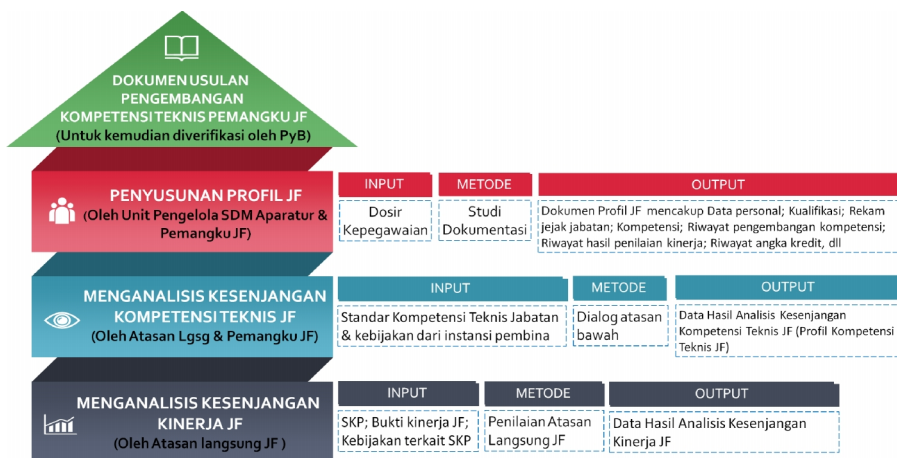 DOKUMEN USULAN
PENGEMBANGAN
KOMPETENSI TEKNIS PEMANGKU JF
(Untuk kemudian diverifikasi oleh PyB)
PENYUSUNAN PROFIL JF
(Oleh Unit Pengelola SDM Aparatur &
Pemangku JF)
INPUT
Dosir
Kepegawaian
METODE
Studi
Dokumentasi
OUTPUT
Dokumen Profil JF mencakup Data personal; Kualifikasi; Rekam
jejak jabatan; Kompetensi; Riwayat pengembangan kompetensi;
Riwayat hasil penilaian kinerja; Riwayat angka kredit, dll
MENGANALISIS KESENJANGAN
KOMPETENSI TEKNIS JF
(Oleh Atasan Lgsg & Pemangku JF)
INPUT
Standar Kompetensi Teknis Jabatan
& kebijakan dari instansi pembina
METODE
Dialog atasan
bawah
OUTPUT
Data Hasil Analisis Kesenjangan
Kompetensi Teknis JF (Profil Kompetensi
Teknis JF)
MENGANALISIS KESENJANGAN
KINERJA JF
(Oleh Atasan langsung JF )
INPUT
SKP; Bukti kinerja JF;
Kebijakan terkait SKP
METODE
Penilaian Atasan
Langsung JF
OUTPUT
Data Hasil Analisis Kesenjangan
Kinerja JF